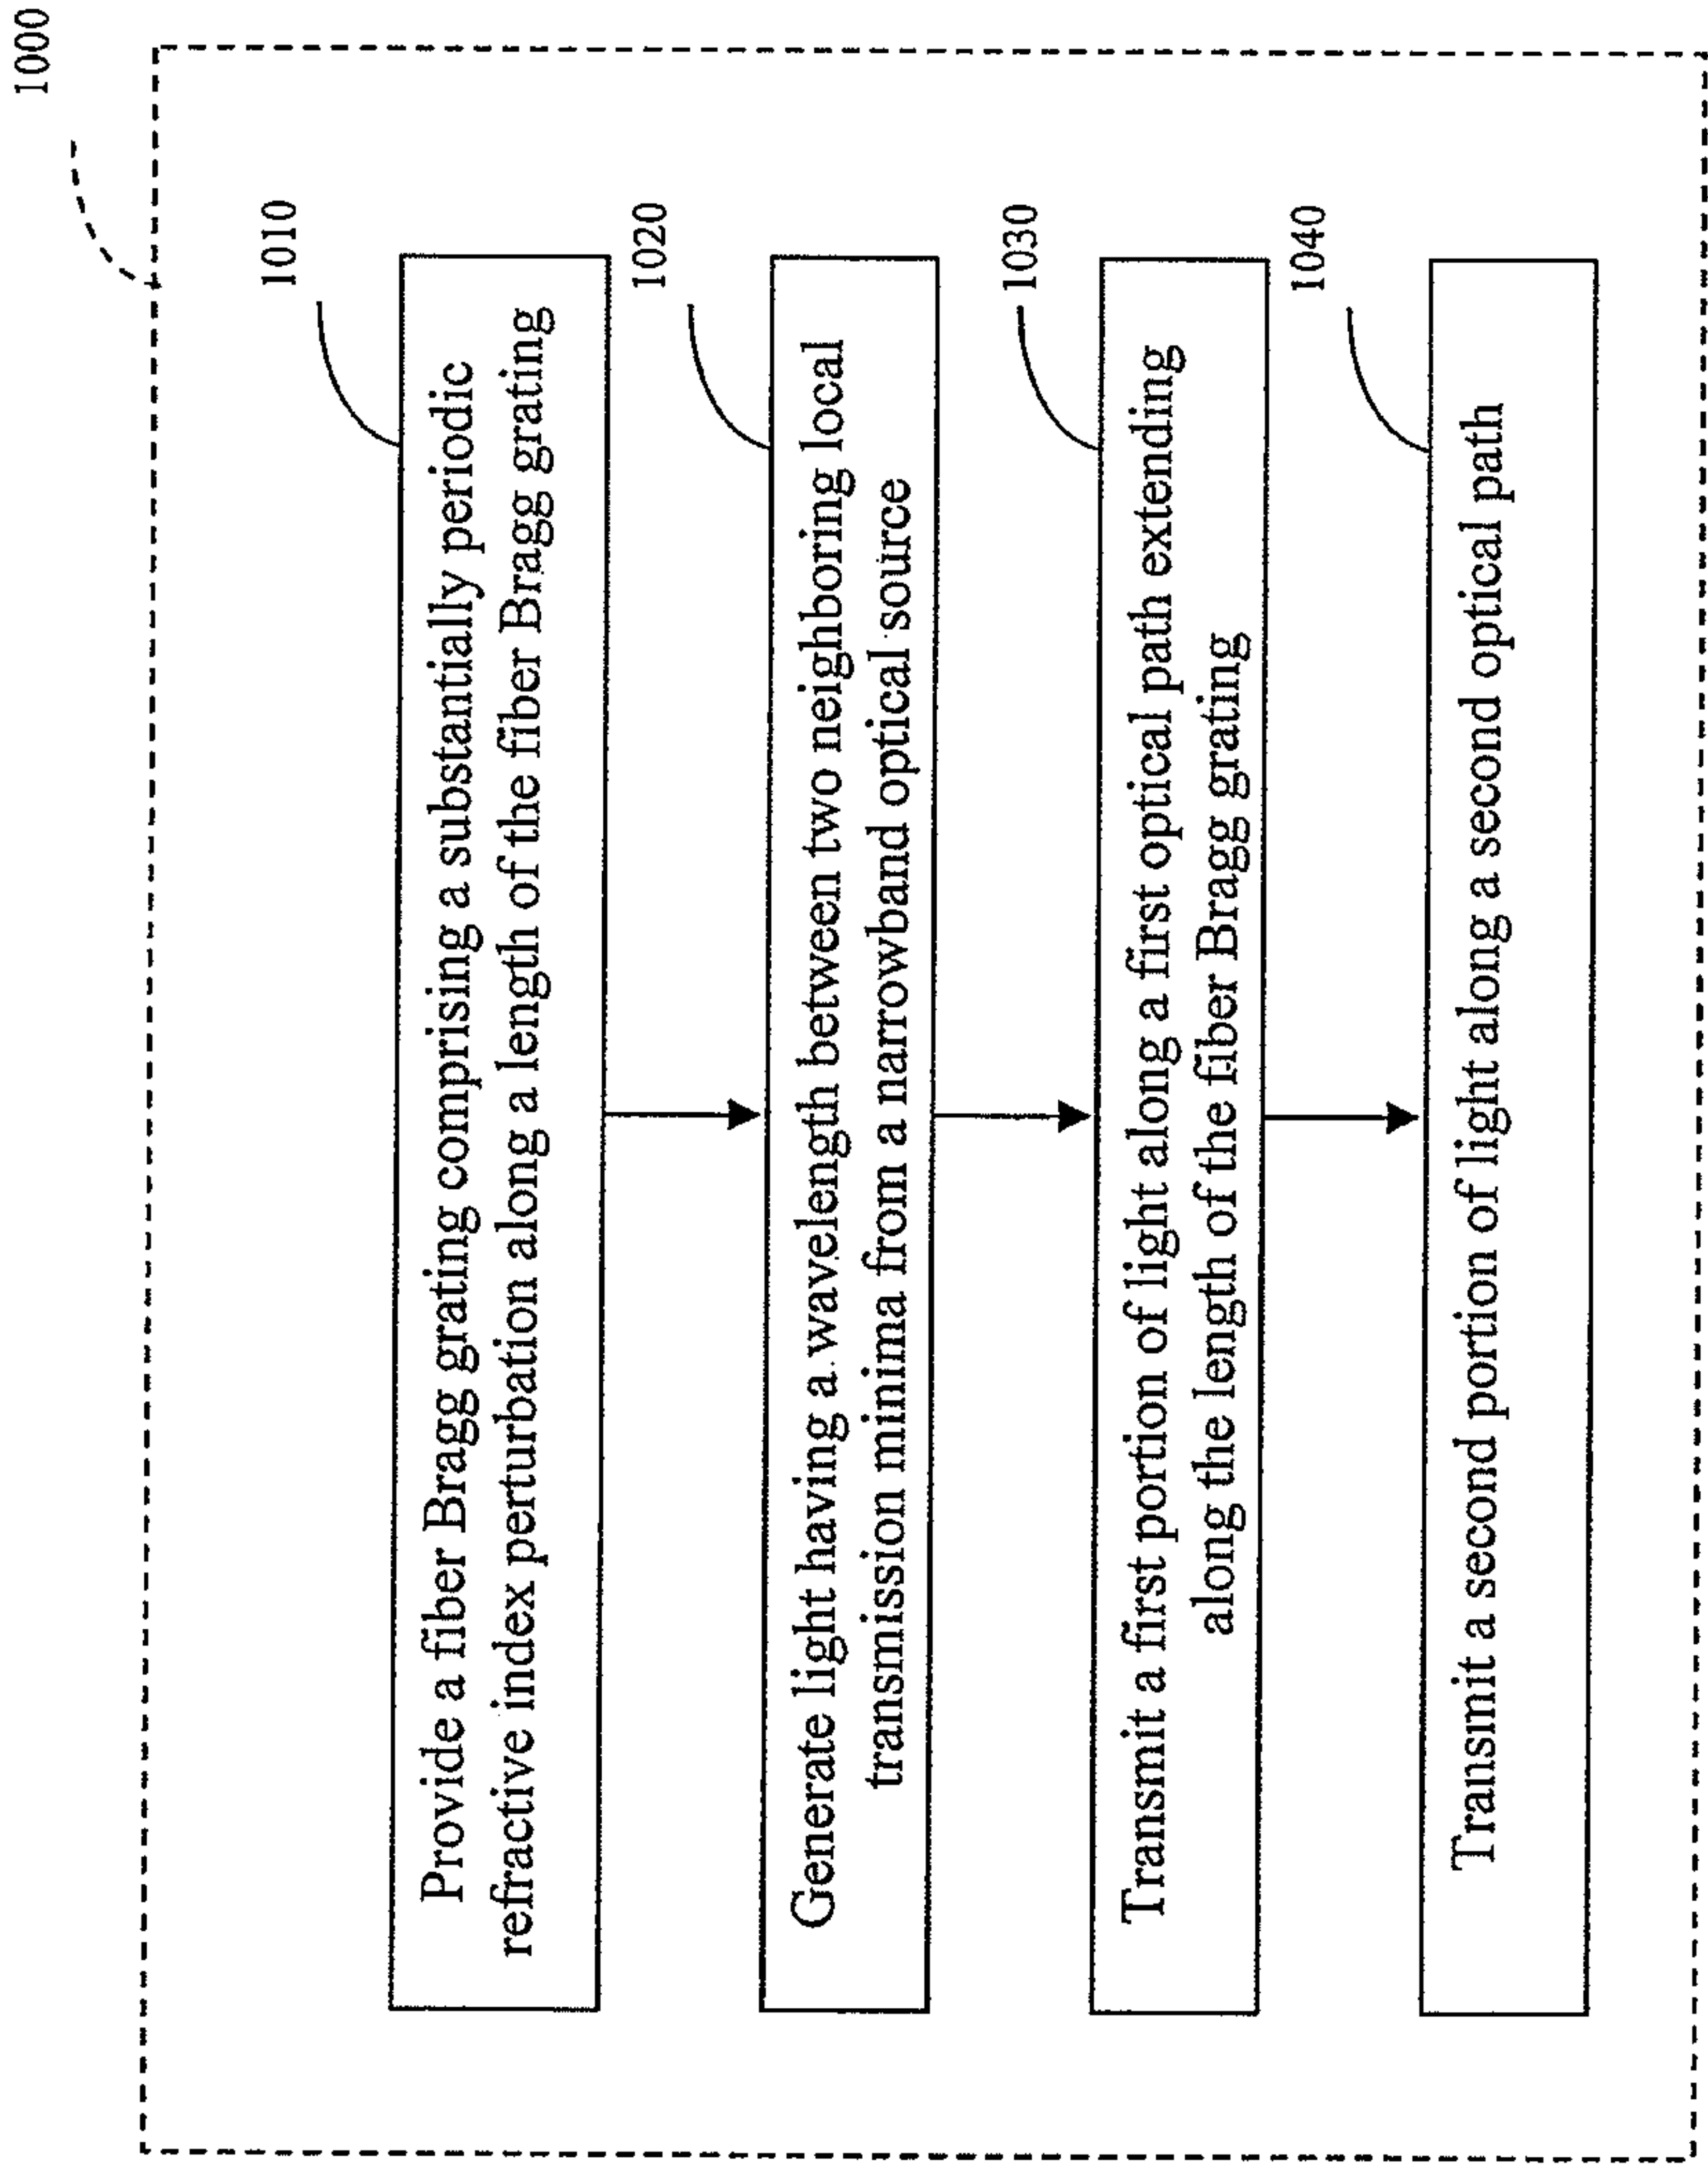 1000
1010
Provide a fiber Bragg grating comprising a substantially periodic
refractive index perturbation along a length of the fiber Bragg grating
1020
Generate light having a wavelength between two neighboring local
transmission minima from a narrowband optical source
1030
Transmit a first portion of light along a first optical path extending
along the length of the fiber Bragg grating
1040
Transmit a second portion of light along a second optical path